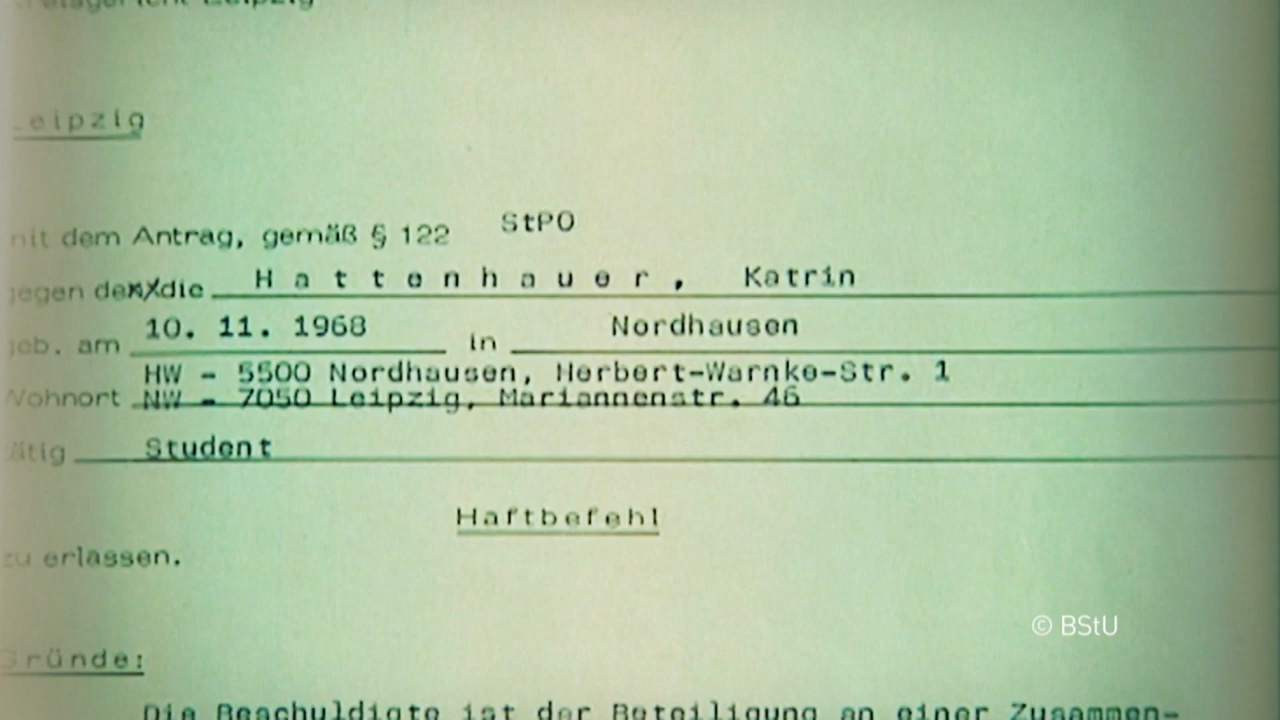 Leipzig
mit dem Antrag, gemäß § 122 StPO
gegen den/die Hattenhauer, Katrin
geb. am 10. 11. 1968 in Nordhausen
HW - 5500 Nordhausen, Herbert-Warnke-Str. 1
Wohnort NW - 7050 Leipzig, Mariannenstr. 46
tätig Student
Haftbefehl
zu erlassen.
© BStU
Gründe:
Die Beschuldigte ist der Beteiligung an einer Zusammen-